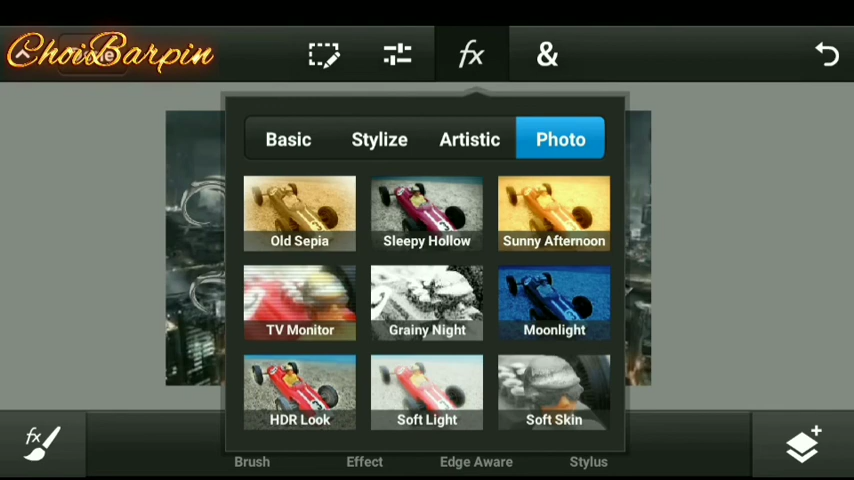 ChoiBarpin
fx
&
Basic Stylize Artistic Photo
Old Sepia Sleepy Hollow Sunny Afternoon
TV Monitor Grainy Night Moonlight
HDR Look Soft Light Soft Skin
fx
Brush Effect Edge Aware Stylus